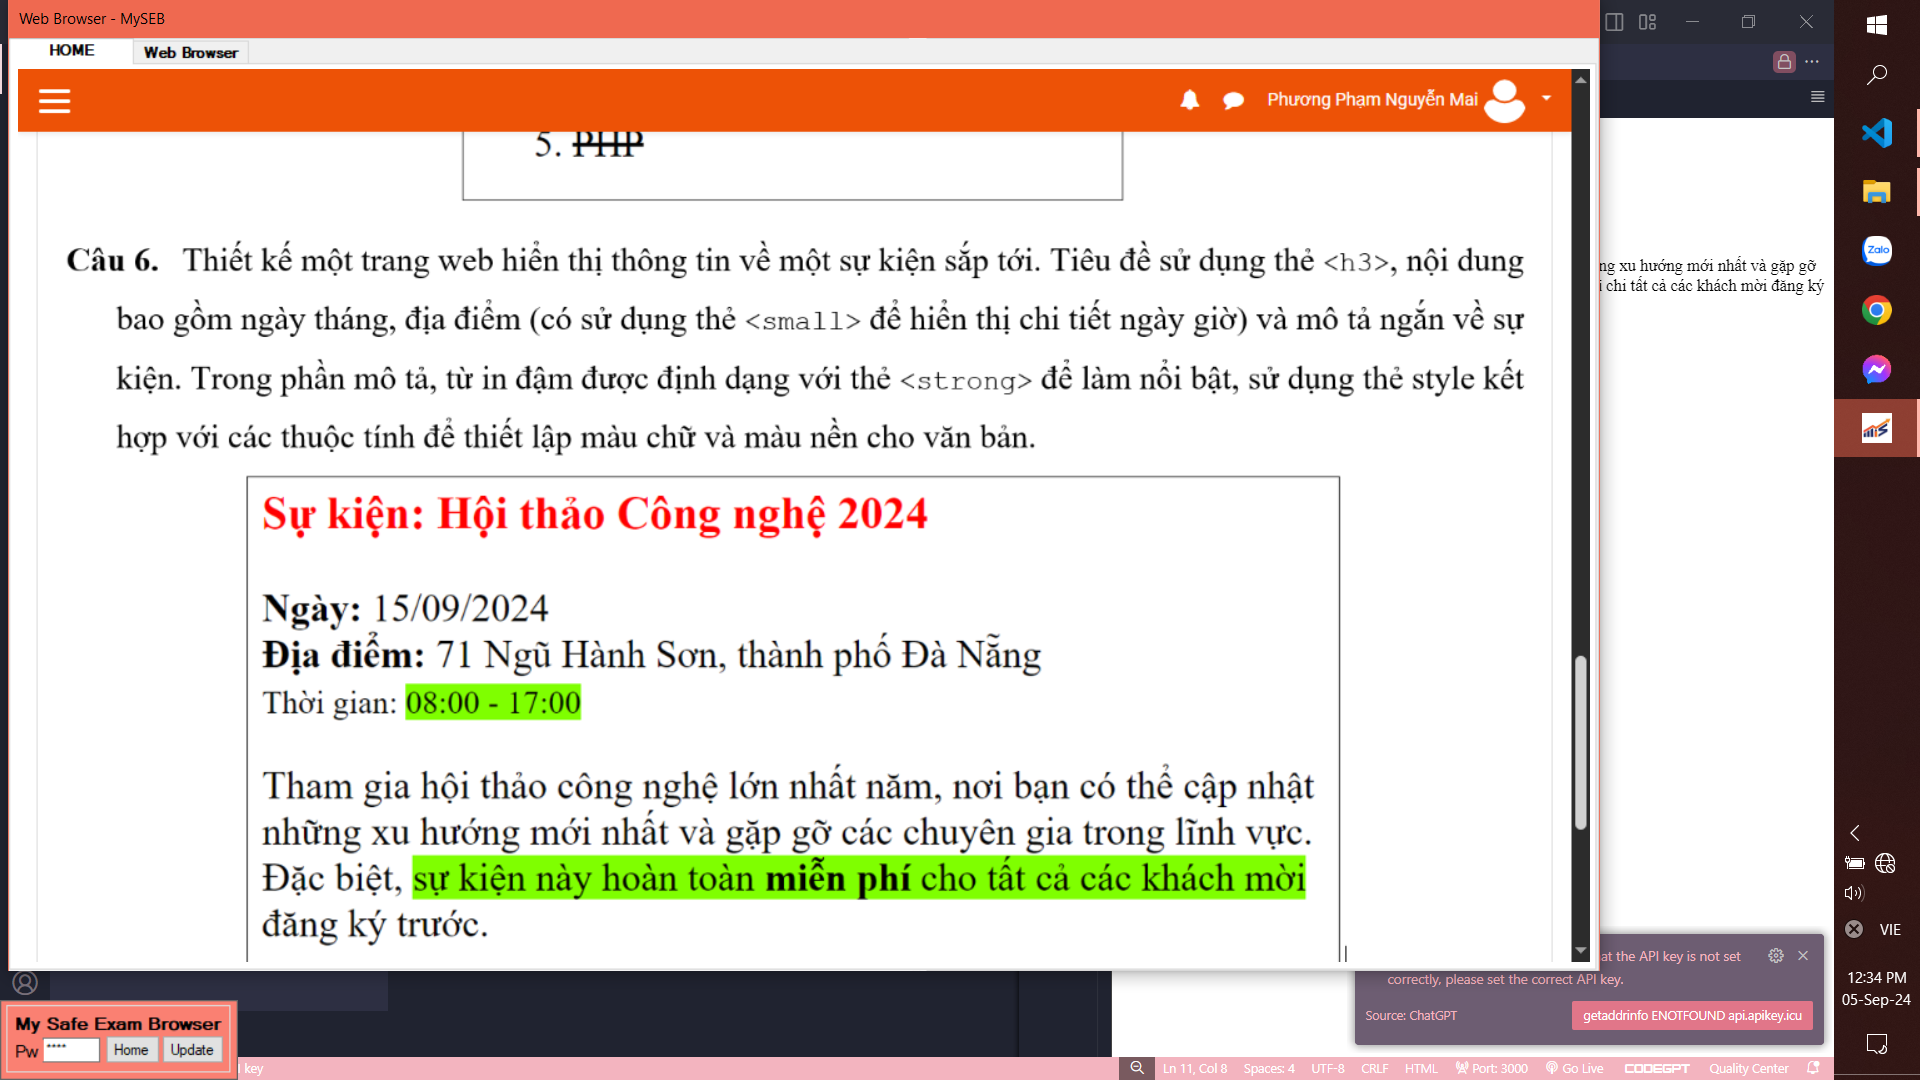 Web Browser - MySEB
HOME
Web Browser
Phương Phạm Nguyễn Mai
5. PHP
Câu 6. Thiết kế một trang web hiển thị thông tin về một sự kiện sắp tới. Tiêu đề sử dụng thẻ <h3>, nội dung
bao gồm ngày tháng, địa điểm (có sử dụng thẻ <small> để hiển thị chi tiết ngày giờ) và mô tả ngắn về sự
kiện. Trong phần mô tả, từ in đậm được định dạng với thẻ <strong> để làm nổi bật, sử dụng thẻ style kết
hợp với các thuộc tính để thiết lập màu chữ và màu nền cho văn bản.
Sự kiện: Hội thảo Công nghệ 2024
Ngày: 15/09/2024
Địa điểm: 71 Ngũ Hành Sơn, thành phố Đà Nẵng
Thời gian: 08:00 - 17:00
Tham gia hội thảo công nghệ lớn nhất năm, nơi bạn có thể cập nhật
những xu hướng mới nhất và gặp gỡ các chuyên gia trong lĩnh vực.
Đặc biệt, sự kiện này hoàn toàn miễn phí cho tất cả các khách mời
đăng ký trước.
ng xu hướng mới nhất và gặp gỡ
i chi tất cả các khách mời đăng ký
Zalo
at the API key is not set
correctly, please set the correct API key.
Source: ChatGPT
getaddrinfo ENOTFOUND api.apikey.icu
VIE
12:34 PM
05-Sep-24
My Safe Exam Browser
Pw **** Home Update
key
Ln 11, Col 8 Spaces: 4 UTF-8 CRLF HTML Port: 3000 Go Live CODEGPT Quality Center